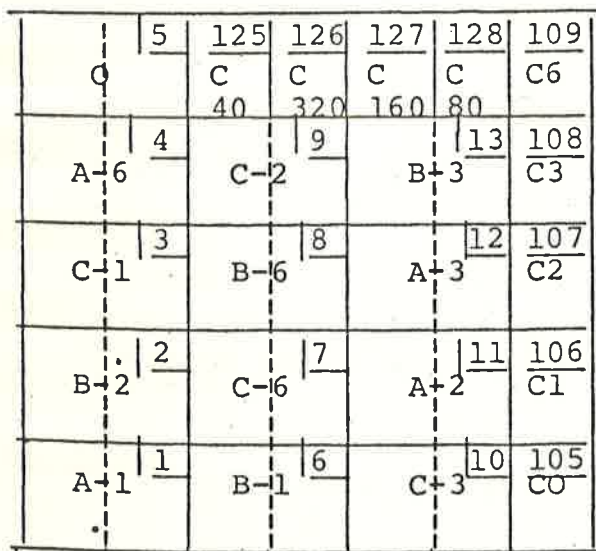 5 125 126 127 128 109
C C C C C C6
40 320 160 80
4 9 13 108
A-6 C-2 B-3 C3
3 8 12 107
C-1 B-6 A-3 C2
2 7 11 106
B-2 C-6 A-2 C1
1 6 10 105
A-1 B-1 C-3 C0